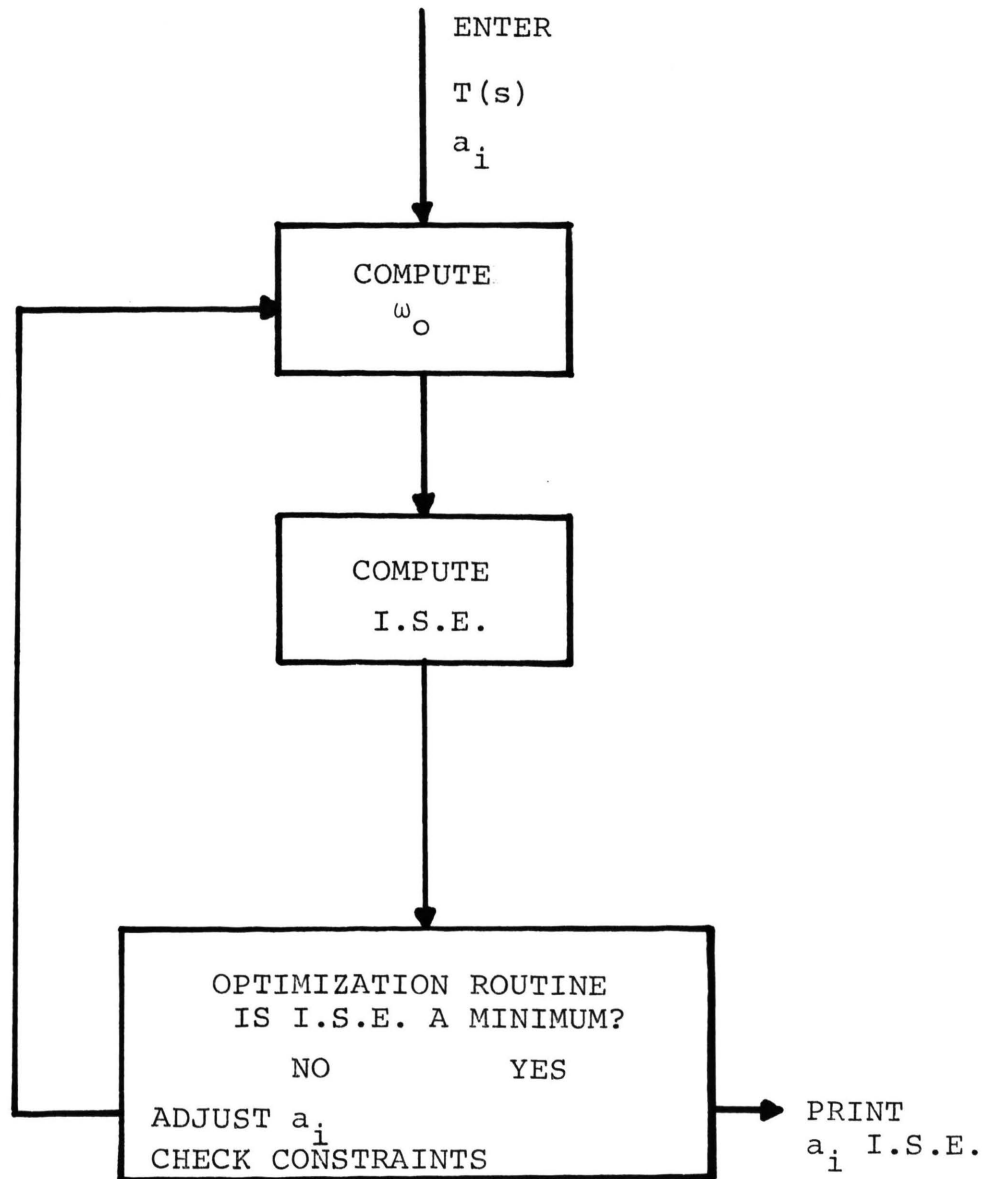 ENTER
T(s)
a_i
COMPUTE
ω_o
COMPUTE
I.S.E.
OPTIMIZATION ROUTINE
IS I.S.E. A MINIMUM?
NO YES
ADJUST a_i
CHECK CONSTRAINTS
PRINT
a_i I.S.E.